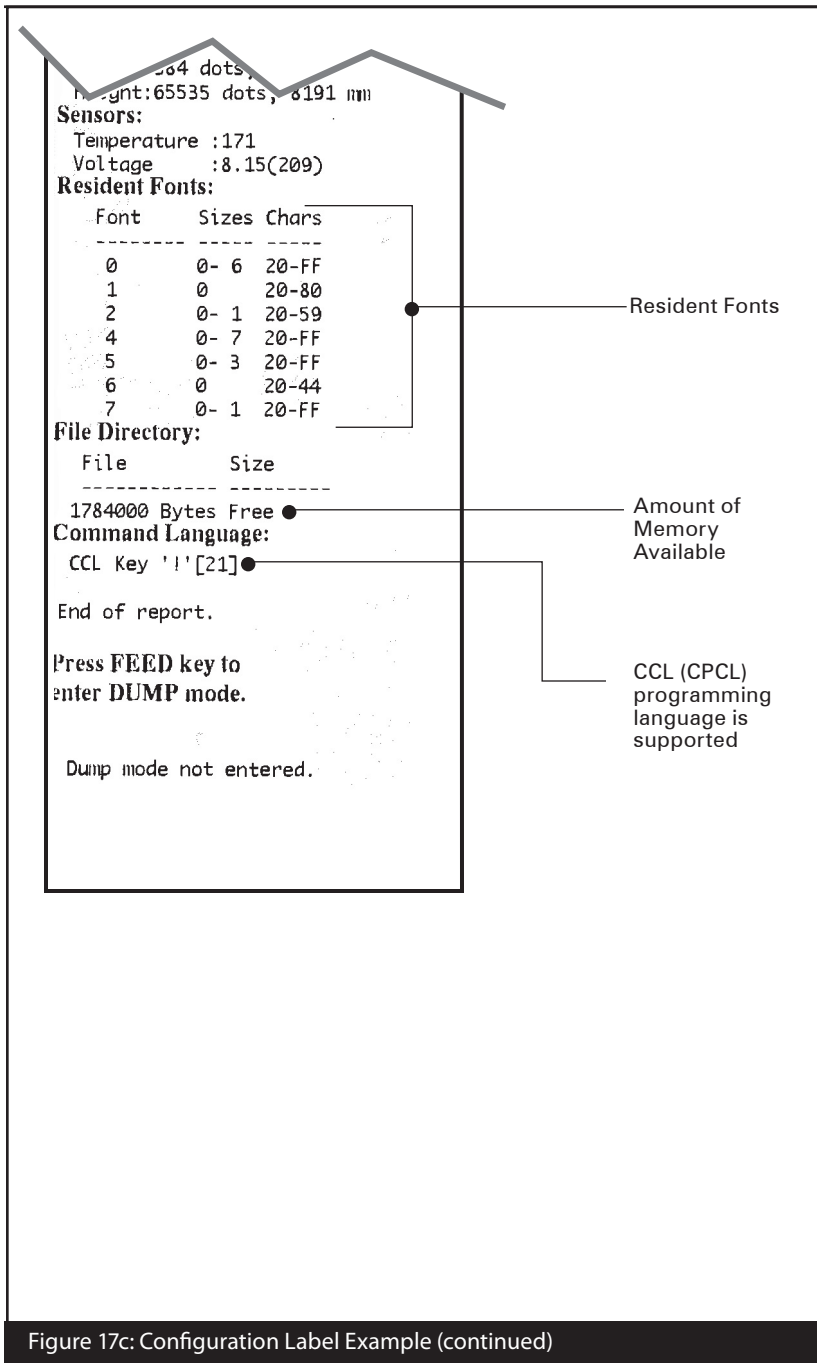 384 dots,
Height:65535 dots, 8191 mm
Sensors:
Temperature :171
Voltage :8.15(209)
Resident Fonts:
Font Sizes Chars
-------- ----- -----
0 0- 6 20-FF
1 0 20-80
2 0- 1 20-59
4 0- 7 20-FF
5 0- 3 20-FF
6 0 20-44
7 0- 1 20-FF
File Directory:
File Size
------------ ---------
1784000 Bytes Free
Command Language:
CCL Key '!'[21]
End of report.
Press FEED key to
enter DUMP mode.
Dump mode not entered.
Resident Fonts
Amount of
Memory
Available
CCL (CPCL)
programming
language is
supported
Figure 17c: Configuration Label Example (continued)